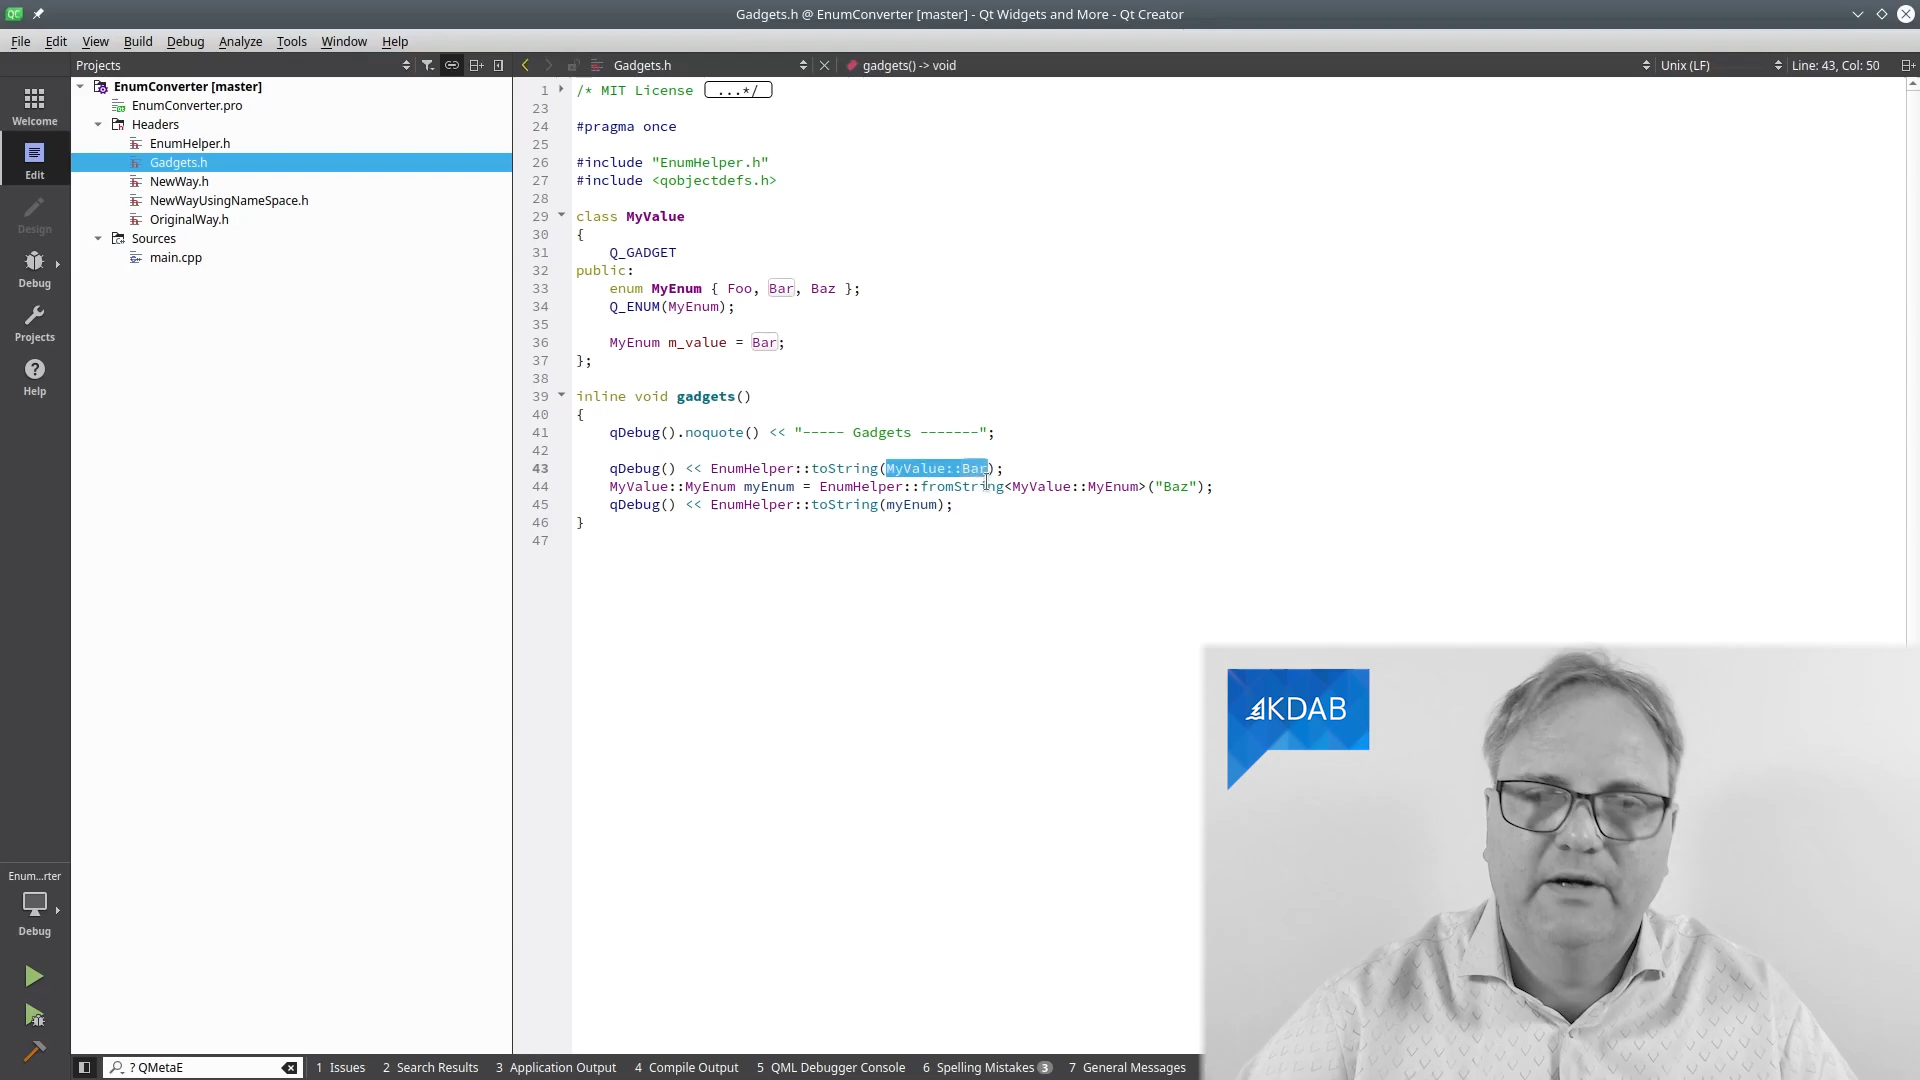 Gadgets.h @ EnumConverter [master] - Qt Widgets and More - Qt Creator
File Edit View Build Debug Analyze Tools Window Help
Projects
Gadgets.h
gadgets() -> void
Unix (LF)
Line: 43, Col: 50
Welcome
Edit
Design
Debug
Projects
Help
EnumConverter [master]
EnumConverter.pro
Headers
EnumHelper.h
Gadgets.h
NewWay.h
NewWayUsingNameSpace.h
OriginalWay.h
Sources
main.cpp
1 /* MIT License ...*/
23
24 #pragma once
25
26 #include "EnumHelper.h"
27 #include <qobjectdefs.h>
28
29 class MyValue
30 {
31 Q_GADGET
32 public:
33 enum MyEnum { Foo, Bar, Baz };
34 Q_ENUM(MyEnum);
35
36 MyEnum m_value = Bar;
37 };
38
39 inline void gadgets()
40 {
41 qDebug().noquote() << "----- Gadgets -------";
42
43 qDebug() << EnumHelper::toString(MyValue::Bar);
44 MyValue::MyEnum myEnum = EnumHelper::fromString<MyValue::MyEnum>("Baz");
45 qDebug() << EnumHelper::toString(myEnum);
46 }
47
KDAB
Enum...rter
Debug
? QMetaE
1 Issues 2 Search Results 3 Application Output 4 Compile Output 5 QML Debugger Console 6 Spelling Mistakes 3 7 General Messages